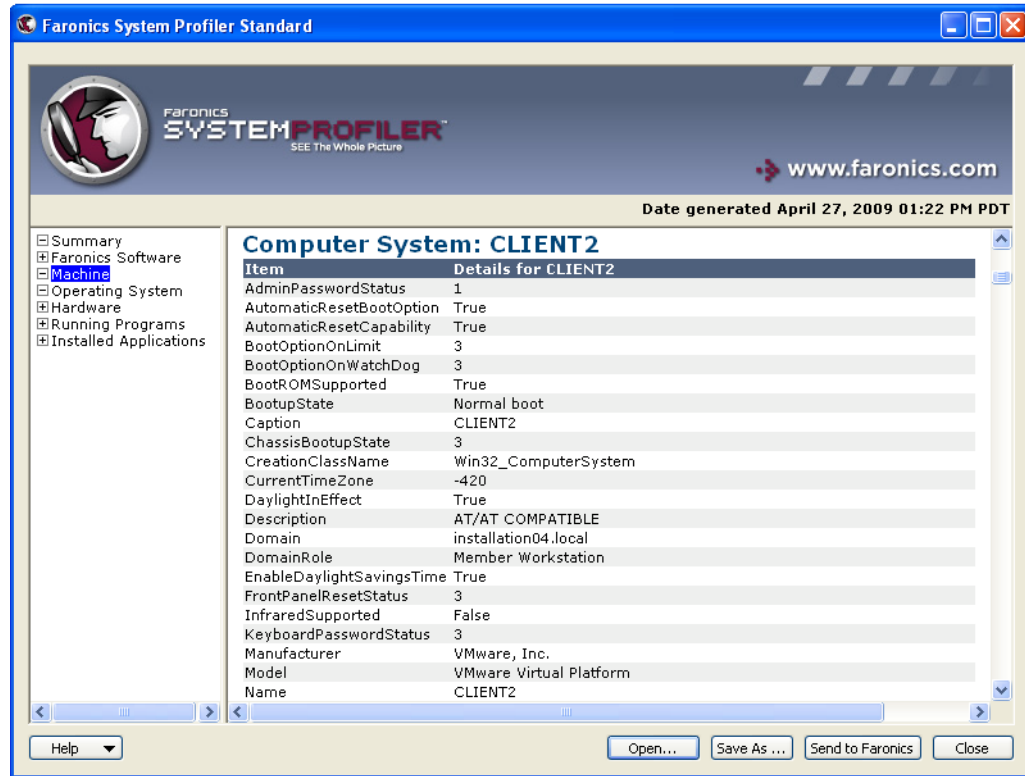 Faronics System Profiler Standard
Faronics
SYSTEMPROFILER™
SEE The Whole Picture
www.faronics.com
Date generated April 27, 2009 01:22 PM PDT
Summary
Faronics Software
Machine
Operating System
Hardware
Running Programs
Installed Applications
Computer System: CLIENT2
Item Details for CLIENT2
AdminPasswordStatus 1
AutomaticResetBootOption True
AutomaticResetCapability True
BootOptionOnLimit 3
BootOptionOnWatchDog 3
BootROMSupported True
BootupState Normal boot
Caption CLIENT2
ChassisBootupState 3
CreationClassName Win32_ComputerSystem
CurrentTimeZone -420
DaylightInEffect True
Description AT/AT COMPATIBLE
Domain installation04.local
DomainRole Member Workstation
EnableDaylightSavingsTime True
FrontPanelResetStatus 3
InfraredSupported False
KeyboardPasswordStatus 3
Manufacturer VMware, Inc.
Model VMware Virtual Platform
Name CLIENT2
Help Open... Save As ... Send to Faronics Close